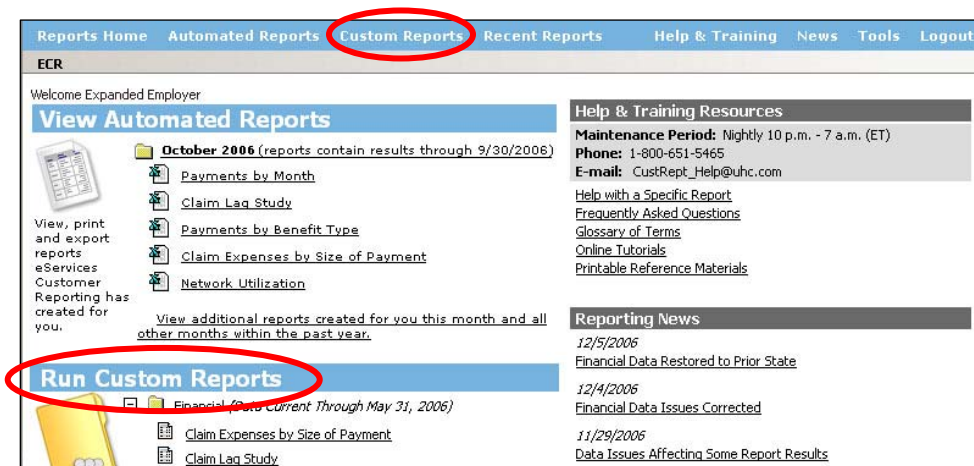 Reports Home Automated Reports Custom Reports Recent Reports Help & Training News Tools Logout
ECR
Welcome Expanded Employer
View Automated Reports
October 2006 (reports contain results through 9/30/2006)
Payments by Month
Claim Lag Study
Payments by Benefit Type
Claim Expenses by Size of Payment
Network Utilization
View, print
and export
reports
eServices
Customer
Reporting has
created for
you.
View additional reports created for you this month and all
other months within the past year.
Run Custom Reports
Financial (Data Current Through May 31, 2006)
Claim Expenses by Size of Payment
Claim Lag Study
Help & Training Resources
Maintenance Period: Nightly 10 p.m. - 7 a.m. (ET)
Phone: 1-800-651-5465
E-mail: CustRept_Help@uhc.com
Help with a Specific Report
Frequently Asked Questions
Glossary of Terms
Online Tutorials
Printable Reference Materials
Reporting News
12/5/2006
Financial Data Restored to Prior State
12/4/2006
Financial Data Issues Corrected
11/29/2006
Data Issues Affecting Some Report Results